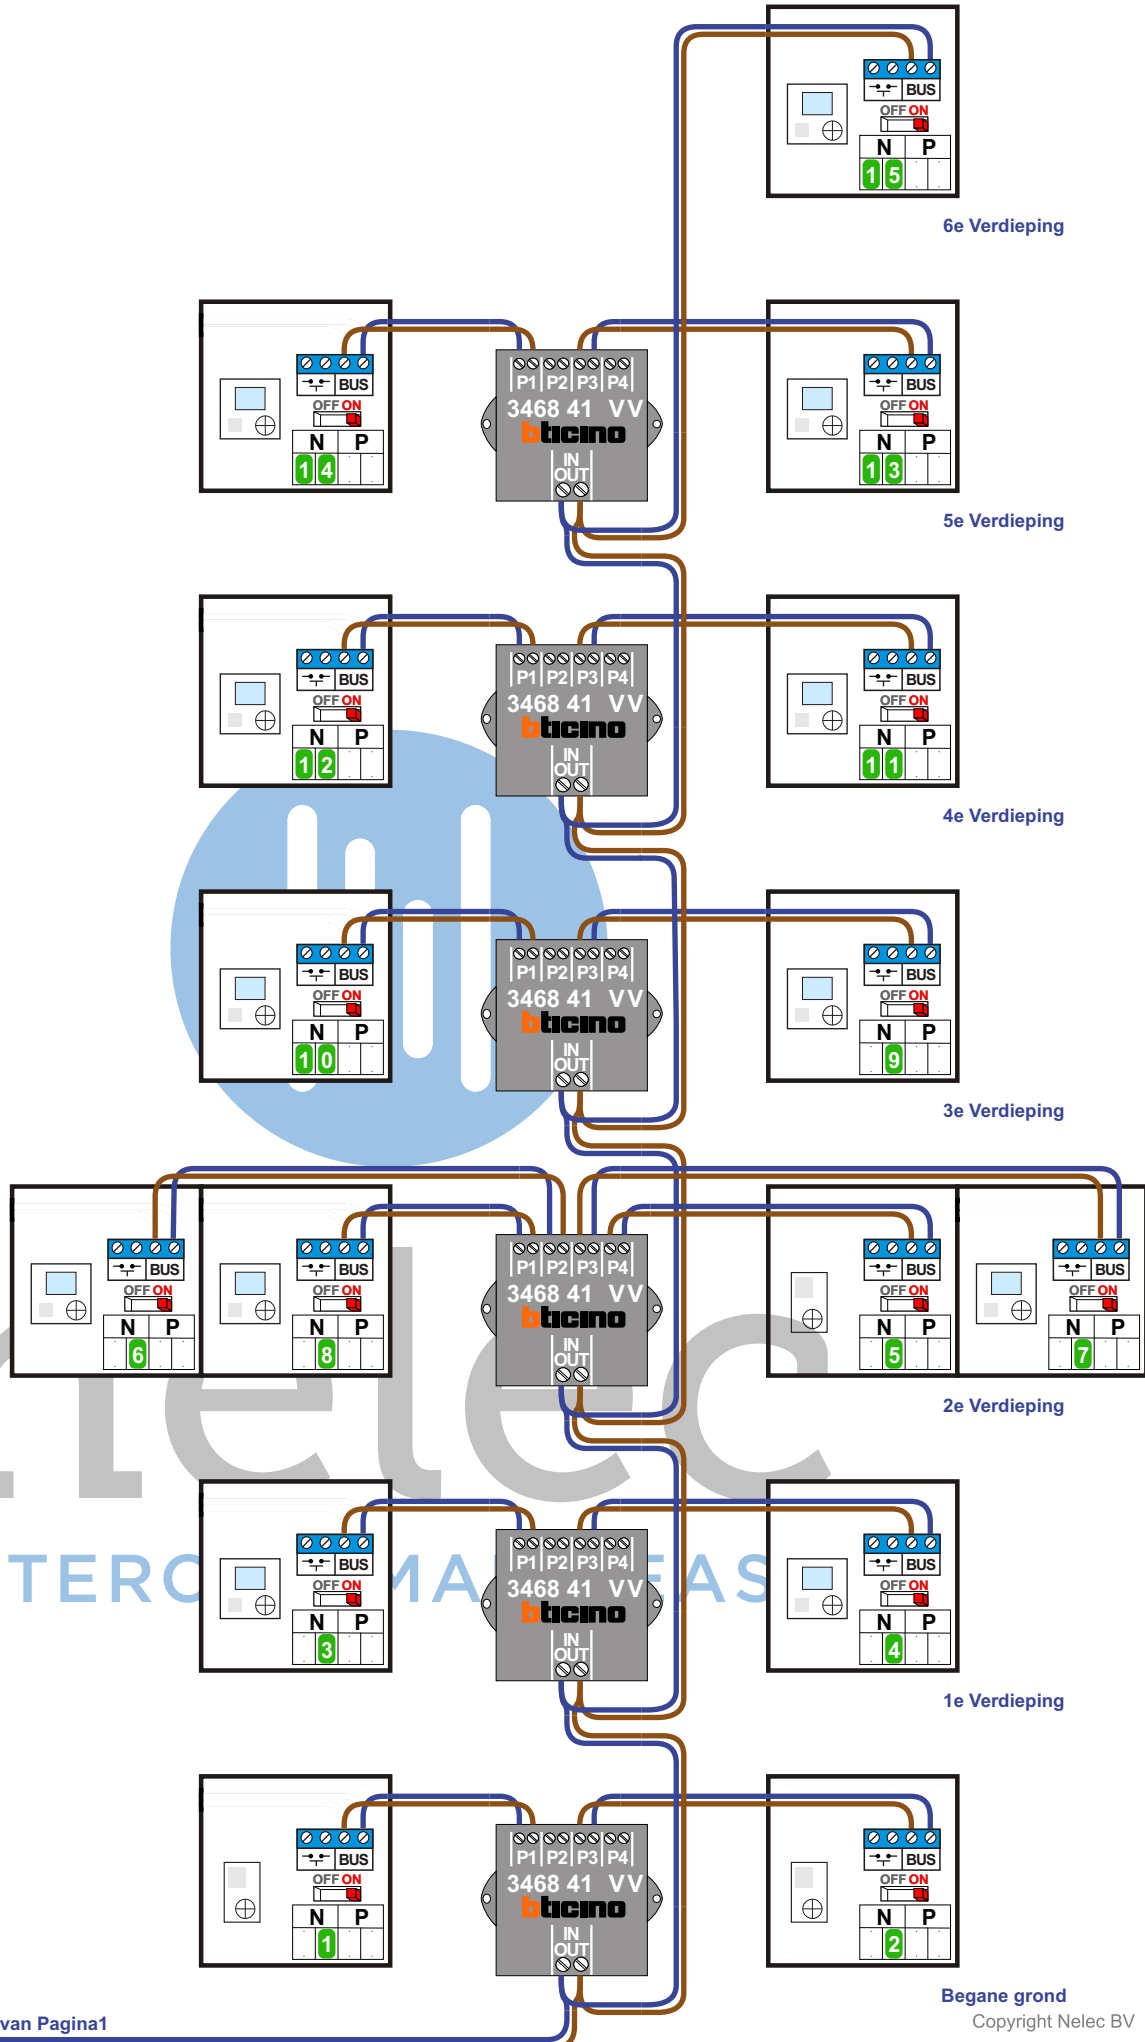 BUS
OFF ON
N P
1 5
6e Verdieping
BUS
OFF ON
N P
1 4
P1 P2 P3 P4
3468 41 VV
bticino
IN
OUT
BUS
OFF ON
N P
1 3
5e Verdieping
BUS
OFF ON
N P
1 2
P1 P2 P3 P4
3468 41 VV
bticino
IN
OUT
BUS
OFF ON
N P
1 1
4e Verdieping
BUS
OFF ON
N P
1 0
P1 P2 P3 P4
3468 41 VV
bticino
IN
OUT
BUS
OFF ON
N P
9
3e Verdieping
BUS
OFF ON
N P
6
BUS
OFF ON
N P
8
P1 P2 P3 P4
3468 41 VV
bticino
IN
OUT
BUS
OFF ON
N P
5
BUS
OFF ON
N P
7
2e Verdieping
nelec
BUS
OFF ON
N P
3
P1 P2 P3 P4
3468 41 VV
bticino
IN
OUT
BUS
OFF ON
N P
4
TERC MA EAS
1e Verdieping
BUS
OFF ON
N P
1
P1 P2 P3 P4
3468 41 VV
bticino
IN
OUT
BUS
OFF ON
N P
2
Begane grond
van Pagina1
Copyright Nelec BV